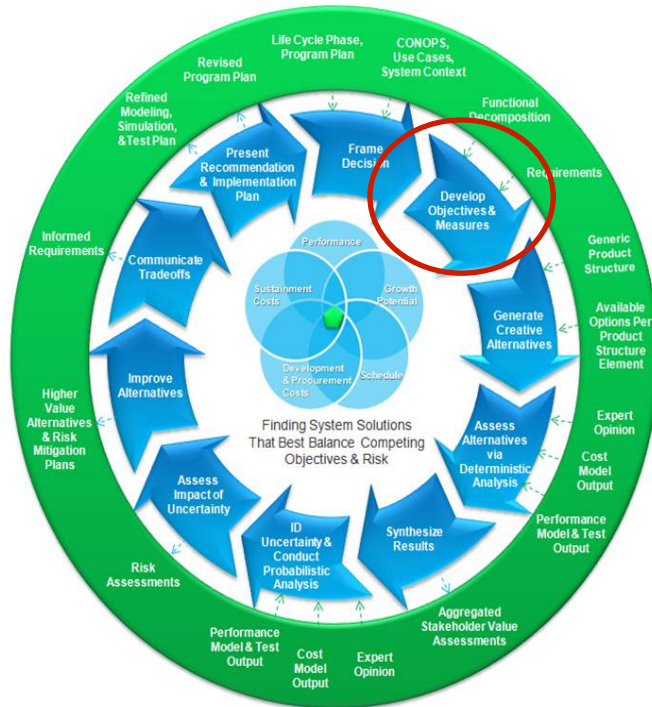 Life Cycle Phase,
Program Plan
CONOPS,
Use Cases,
System Context
Functional
Decomposition
Requirements
Generic
Product
Structure
Available
Options Per
Product
Structure
Element
Expert
Opinion
Cost
Model
Output
Performance
Model & Test
Output
Aggregated
Stakeholder Value
Assessments
Expert
Opinion
Cost
Model
Output
Performance
Model & Test
Output
Risk
Assessments
Higher
Value
Alternatives
& Risk
Mitigation
Plans
Informed
Requirements
Refined
Modeling,
Simulation,
&Test Plan
Revised
Program Plan
Frame
Decision
Develop
Objectives &
Measures
Generate
Creative
Alternatives
Assess
Alternatives via
Deterministic
Analysis
Synthesize
Results
ID
Uncertainty &
Conduct
Probabilistic
Analysis
Assess
Impact of
Uncertainty
Improve
Alternatives
Communicate
Tradeoffs
Present
Recommendation
& Implementation
Plan
Performance
Growth
Potential
Schedule
Development
& Procurement
Costs
Sustainment
Costs
Finding System Solutions
That Best Balance Competing
Objectives & Risk